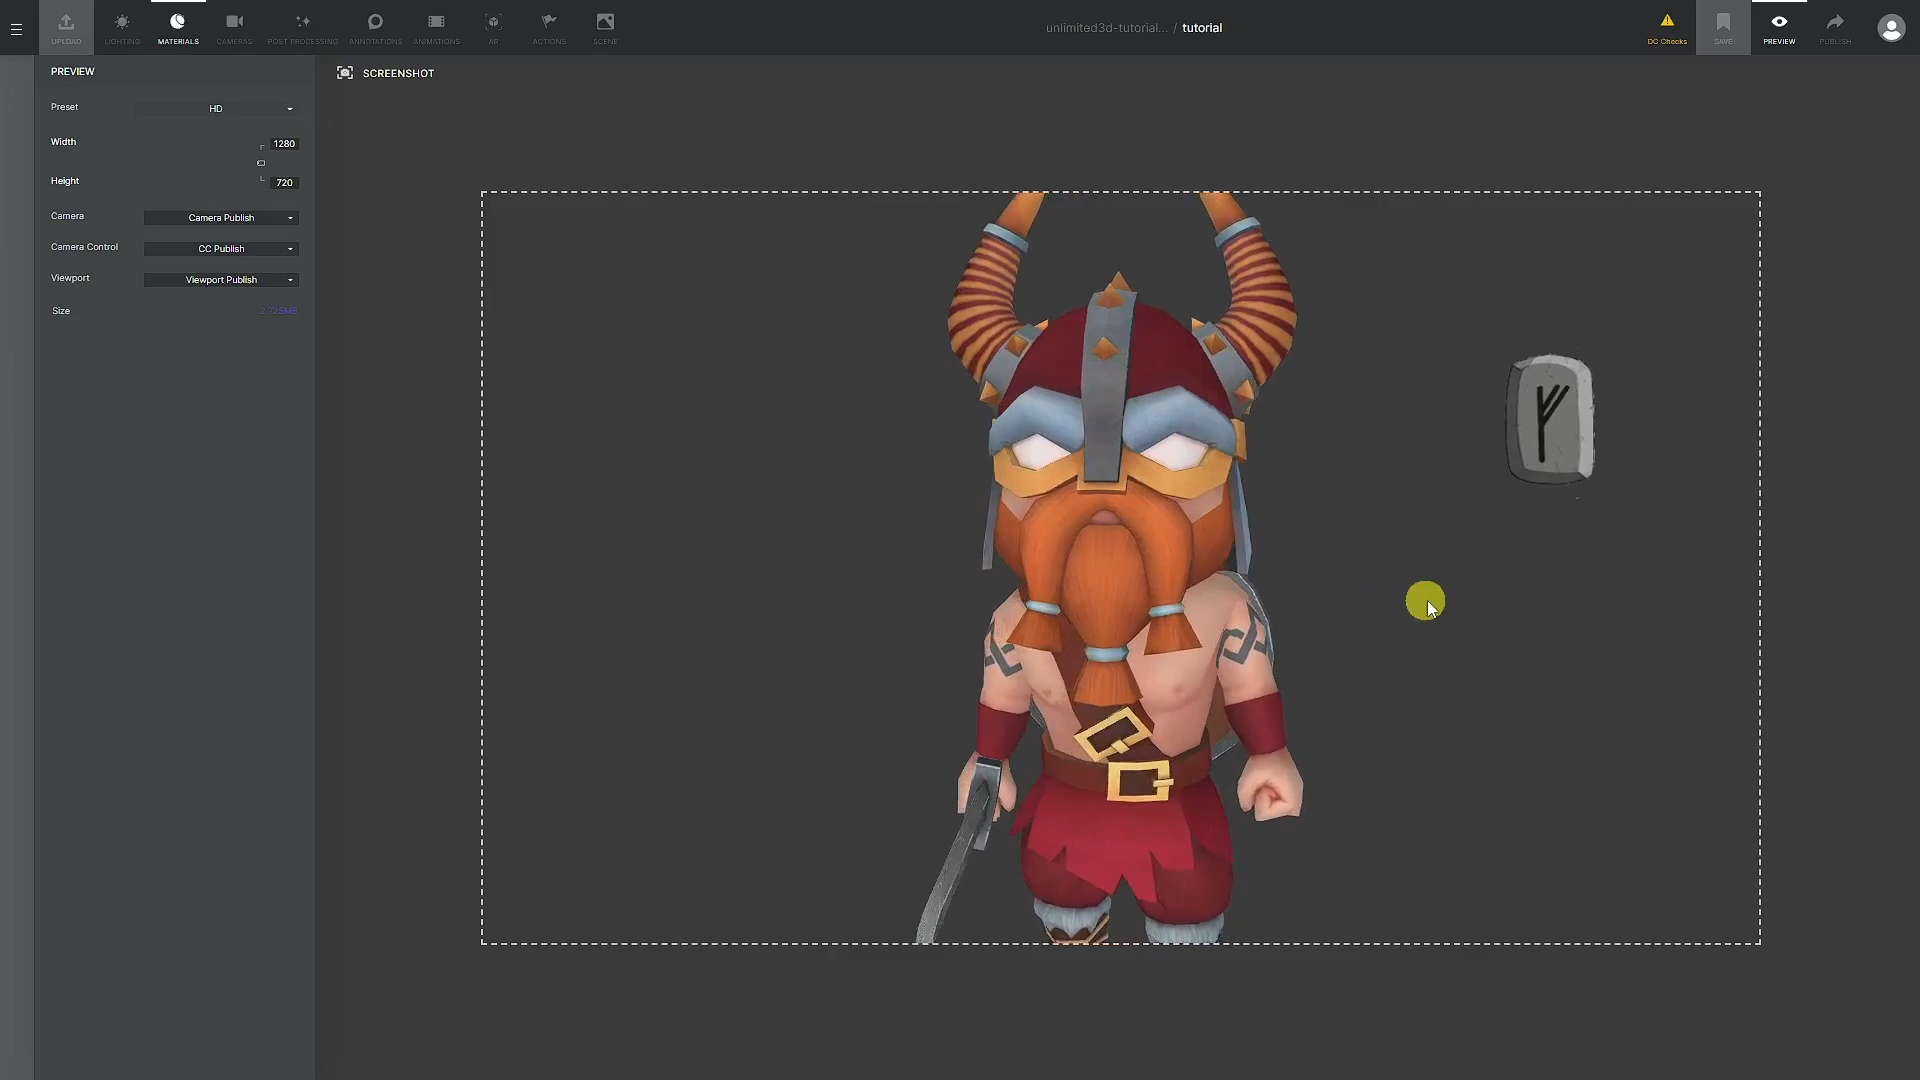 UPLOAD LIGHTING MATERIALS CAMERAS POST PROCESSING ANNOTATIONS ANIMATIONS AR ACTIONS SCENE
unlimited3d-tutorial... / tutorial
DC Checks SAVE PREVIEW PUBLISH
PREVIEW
SCREENSHOT
Preset HD
Width 1280
Height 720
Camera Camera Publish
Camera Control CC Publish
Viewport Viewport Publish
Size 2.725MB